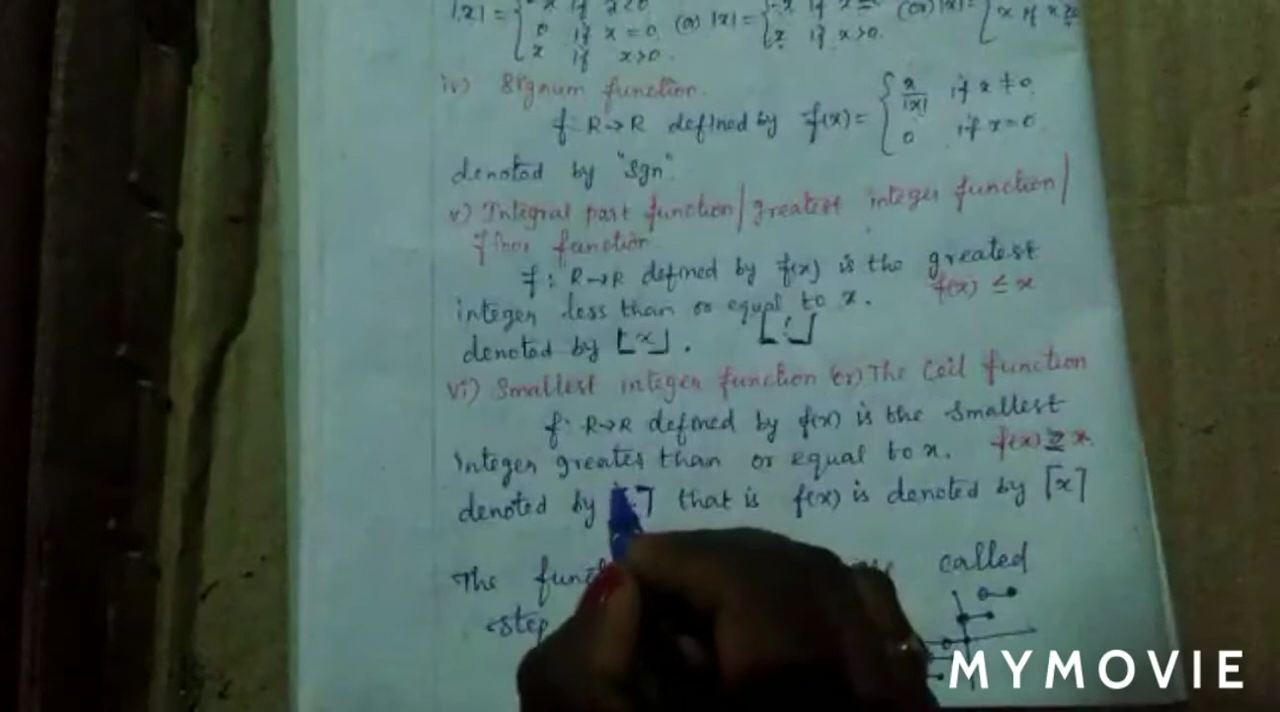 |x| = { -x if x<0
0 if x=0 (or) |x| = { -x if x≤
x if x>0. (or) |x| = { x if x≥
x if x>0.
iv) Signum function.
f: R→R defined by f(x) = { x/|x| if x≠0
0 if x=0
denoted by "sgn".
v) Integral part function/greatest integer function/
floor function
f: R→R defined by f(x) is the greatest
integer less than or equal to x. f(x) ≤ x
denoted by ⌊x⌋. ⌊.⌋
vi) Smallest integer function (or) The Ceil function
f: R→R defined by f(x) is the smallest
integer greater than or equal to x. f(x) ≥ x.
denoted by ⌈.⌉ that is f(x) is denoted by ⌈x⌉
The called
step
MYMOVIE